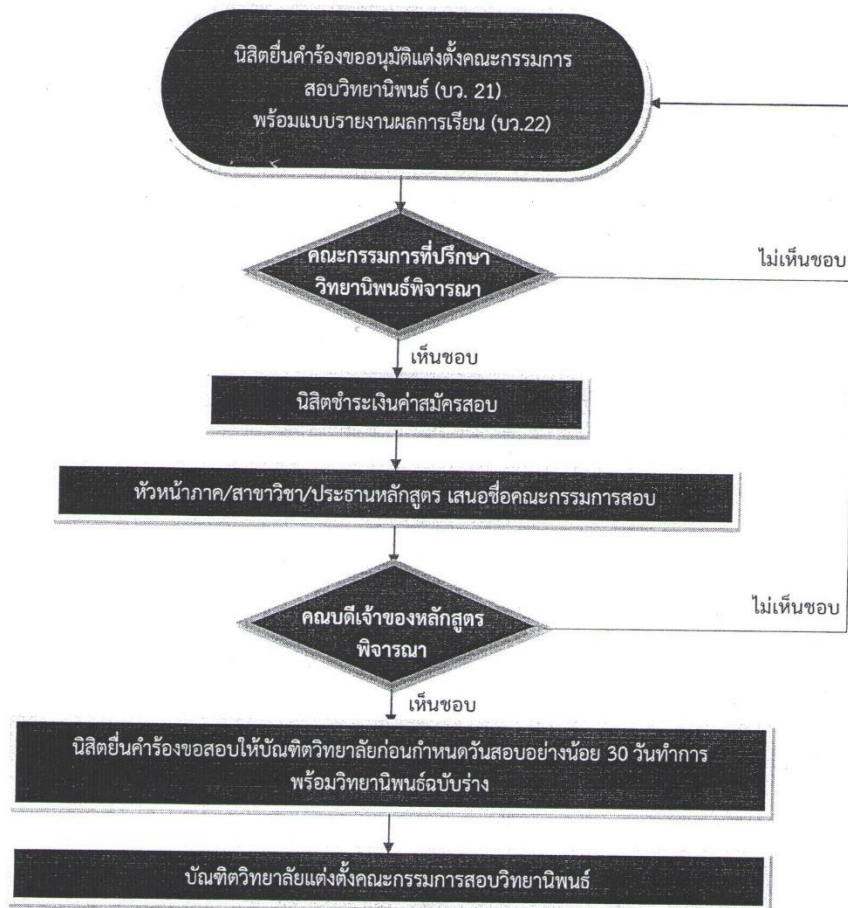 นิสิตยื่นคำร้องขออนุมัติแต่งตั้งคณะกรรมการ
สอบวิทยานิพนธ์ (บว. 21)
พร้อมแบบรายงานผลการเรียน (บว.22)
คณะกรรมการที่ปรึกษา
วิทยานิพนธ์พิจารณา
ไม่เห็นชอบ
เห็นชอบ
นิสิตชำระเงินค่าสมัครสอบ
หัวหน้าภาค/สาขาวิชา/ประธานหลักสูตร เสนอชื่อคณะกรรมการสอบ
คณบดีเจ้าของหลักสูตร
พิจารณา
ไม่เห็นชอบ
เห็นชอบ
นิสิตยื่นคำร้องขอสอบให้บัณฑิตวิทยาลัยก่อนกำหนดวันสอบอย่างน้อย 30 วันทำการ
พร้อมวิทยานิพนธ์ฉบับร่าง
บัณฑิตวิทยาลัยแต่งตั้งคณะกรรมการสอบวิทยานิพนธ์